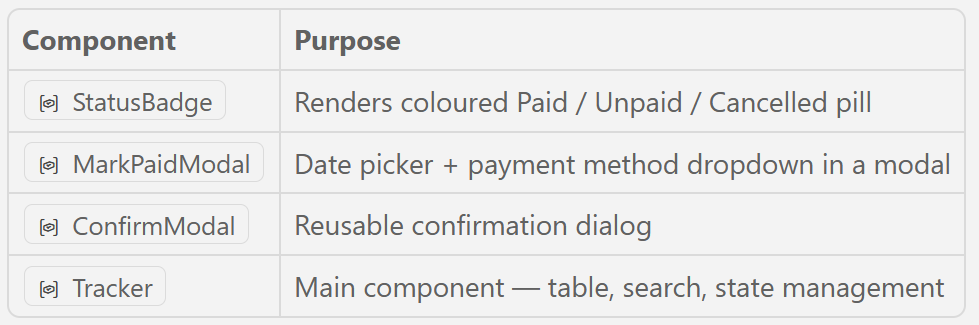 Component Purpose
StatusBadge Renders coloured Paid / Unpaid / Cancelled pill
MarkPaidModal Date picker + payment method dropdown in a modal
ConfirmModal Reusable confirmation dialog
Tracker Main component — table, search, state management